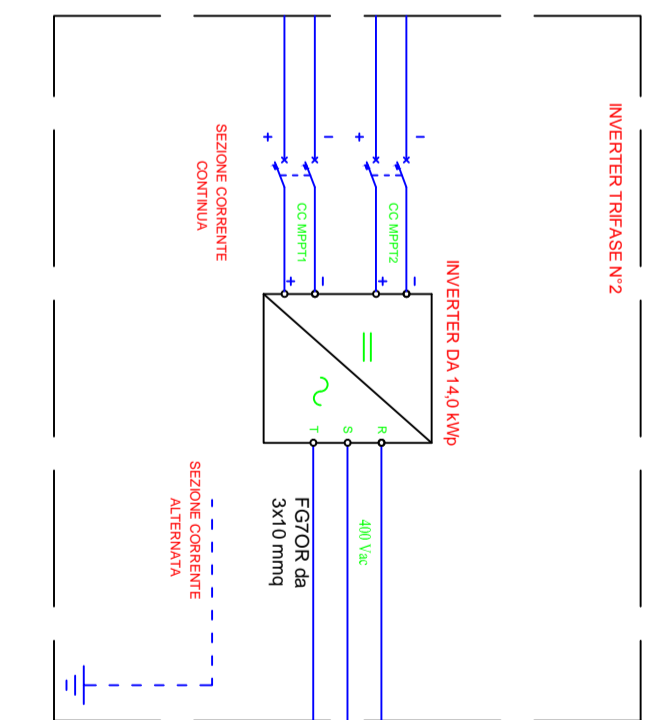 INVERTER TRIFASE N°2
INVERTER DA 14,0 kWp
+
−
+
−
CC MPPT1
CC MPPT2
+
−
+
−
SEZIONE CORRENTE
CONTINUA
R
S
T
400 Vac
FG7OR da
3x10 mmq
SEZIONE CORRENTE
ALTERNATA